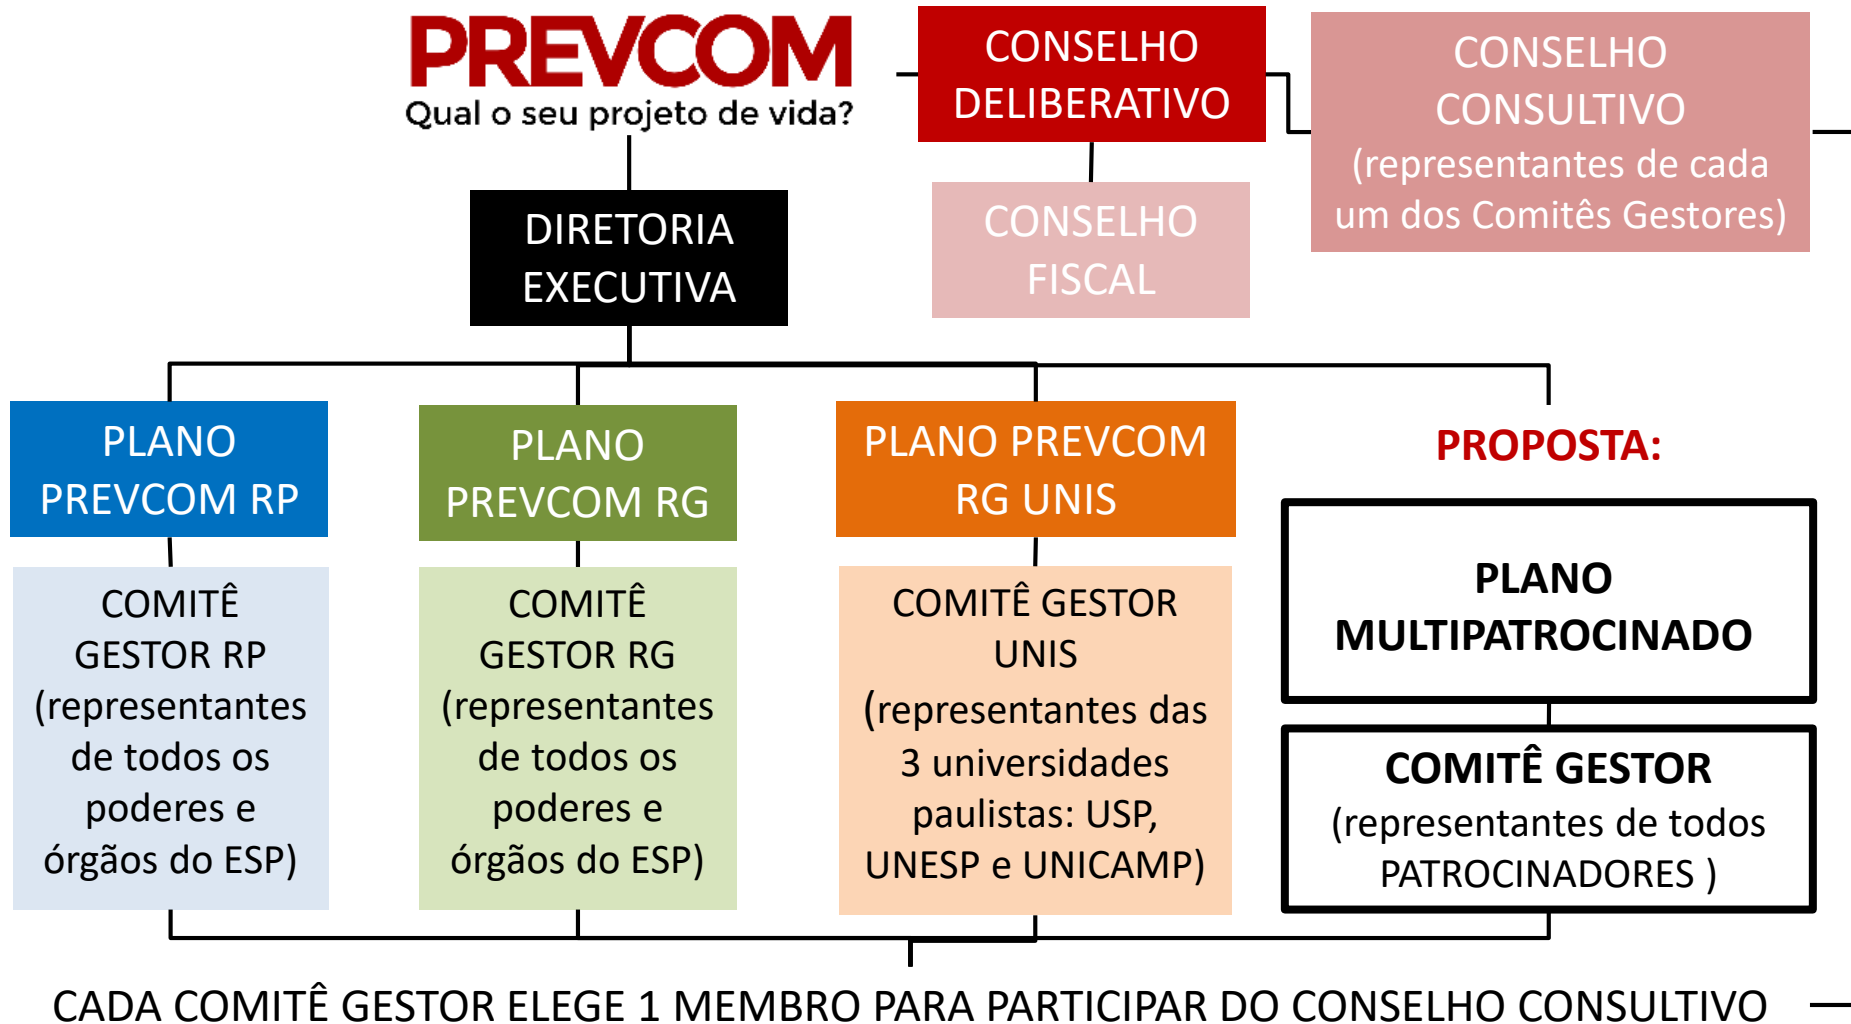 PREVCOM
Qual o seu projeto de vida?
CONSELHO
DELIBERATIVO
CONSELHO
CONSULTIVO
(representantes de cada
um dos Comitês Gestores)
DIRETORIA
EXECUTIVA
CONSELHO
FISCAL
PLANO
PREVCOM RP
PLANO
PREVCOM RG
PLANO PREVCOM
RG UNIS
PROPOSTA:
PLANO
MULTIPATROCINADO
COMITÊ
GESTOR RP
(representantes
de todos os
poderes e
órgãos do ESP)
COMITÊ
GESTOR RG
(representantes
de todos os
poderes e
órgãos do ESP)
COMITÊ GESTOR
UNIS
(representantes das
3 universidades
paulistas: USP,
UNESP e UNICAMP)
COMITÊ GESTOR
(representantes de todos
PATROCINADORES )
CADA COMITÊ GESTOR ELEGE 1 MEMBRO PARA PARTICIPAR DO CONSELHO CONSULTIVO